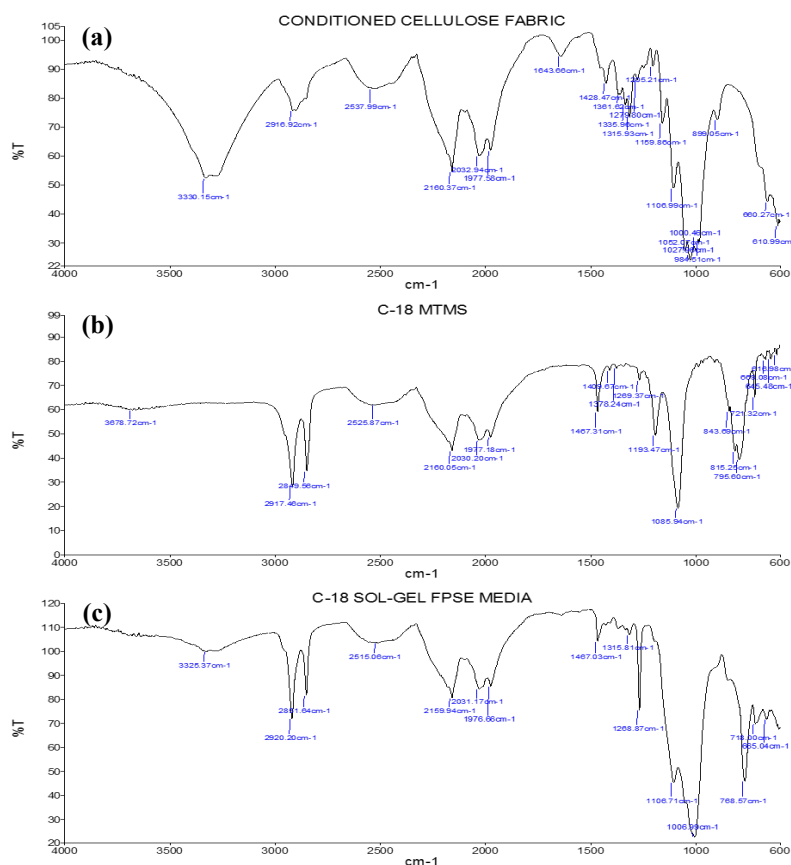 CONDITIONED CELLULOSE FABRIC
(a)
105
100
90
80
70
60
50
40
30
22
%T
3330.15cm-1
2916.92cm-1
2537.99cm-1
2160.37cm-1
2032.94cm-1
1977.58cm-1
1643.66cm-1
1428.47cm-1
1361.62cm-1
1335.96cm-1
1315.93cm-1
1279.80cm-1
1205.21cm-1
1159.86cm-1
1106.99cm-1
1000.46cm-1
984.51cm-1
899.05cm-1
660.27cm-1
610.99cm-1
4000 3500 3000 2500 2000 1500 1000 600
cm-1
C-18 MTMS
(b)
99
90
80
70
60
50
40
30
20
10
0
%T
3678.72cm-1
2917.46cm-1
2849.56cm-1
2525.87cm-1
2160.05cm-1
2030.20cm-1
1977.18cm-1
1467.31cm-1
1409.67cm-1
1378.24cm-1
1269.37cm-1
1193.47cm-1
1085.94cm-1
843.69cm-1
815.25cm-1
795.60cm-1
721.32cm-1
4000 3500 3000 2500 2000 1500 1000 600
cm-1
C-18 SOL-GEL FPSE MEDIA
(c)
120
110
100
90
80
70
60
50
40
30
20
%T
3325.37cm-1
2920.20cm-1
2851.64cm-1
2515.06cm-1
2159.94cm-1
2031.17cm-1
1976.66cm-1
1467.03cm-1
1315.81cm-1
1268.87cm-1
1106.71cm-1
1006.99cm-1
768.57cm-1
718.00cm-1
665.04cm-1
4000 3500 3000 2500 2000 1500 1000 600
cm-1